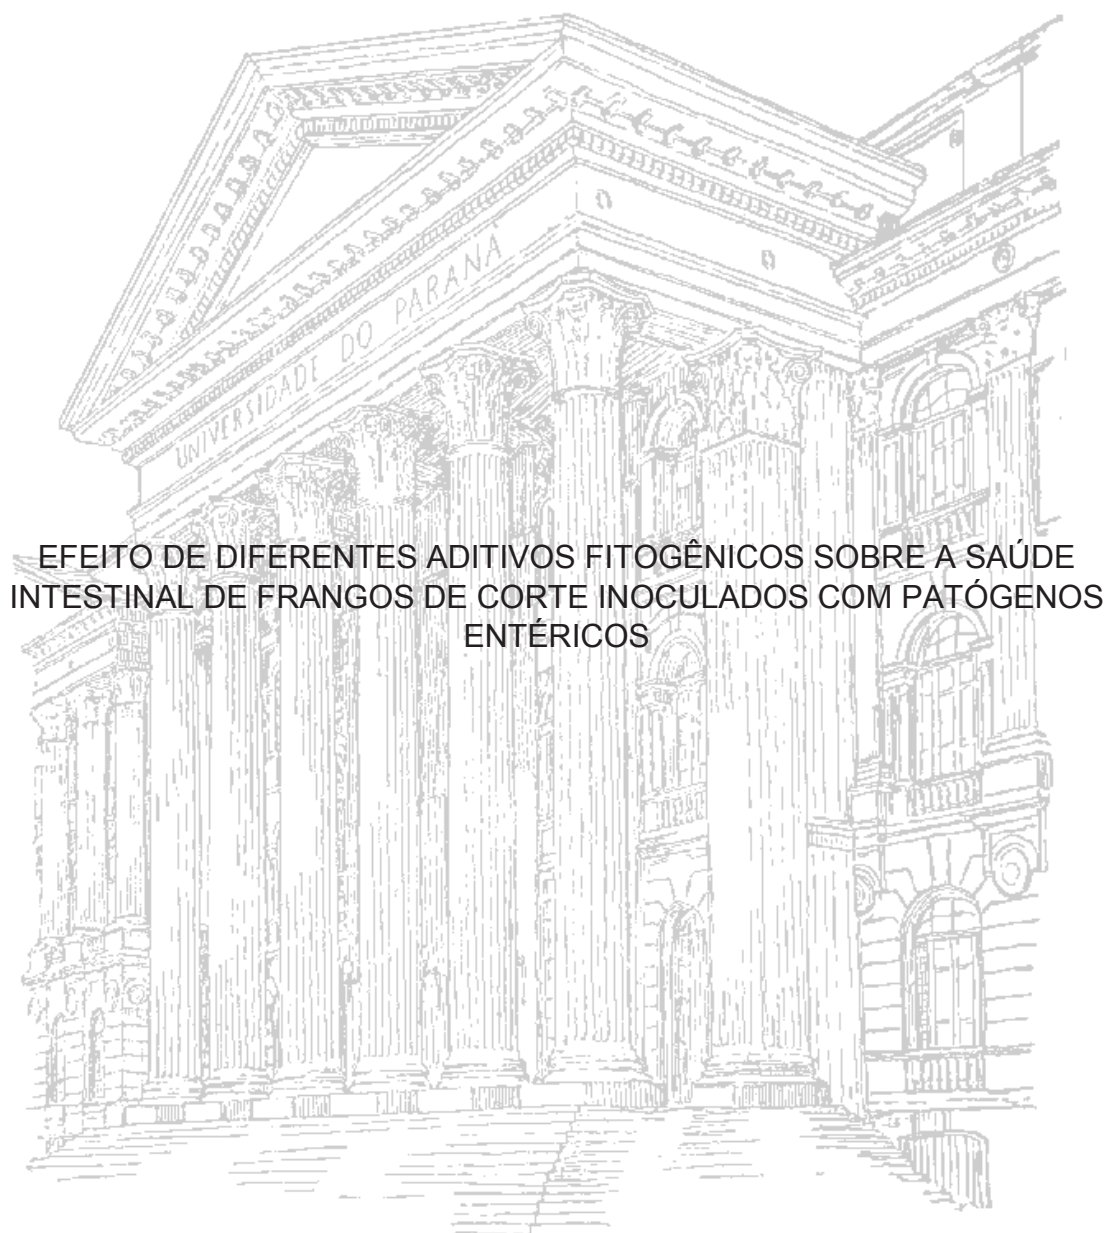 UNIVERSIDADE DO PARANÁ
EFEITO DE DIFERENTES ADITIVOS FITOGÊNICOS SOBRE A SAÚDE
INTESTINAL DE FRANGOS DE CORTE INOCULADOS COM PATÓGENOS
ENTÉRICOS